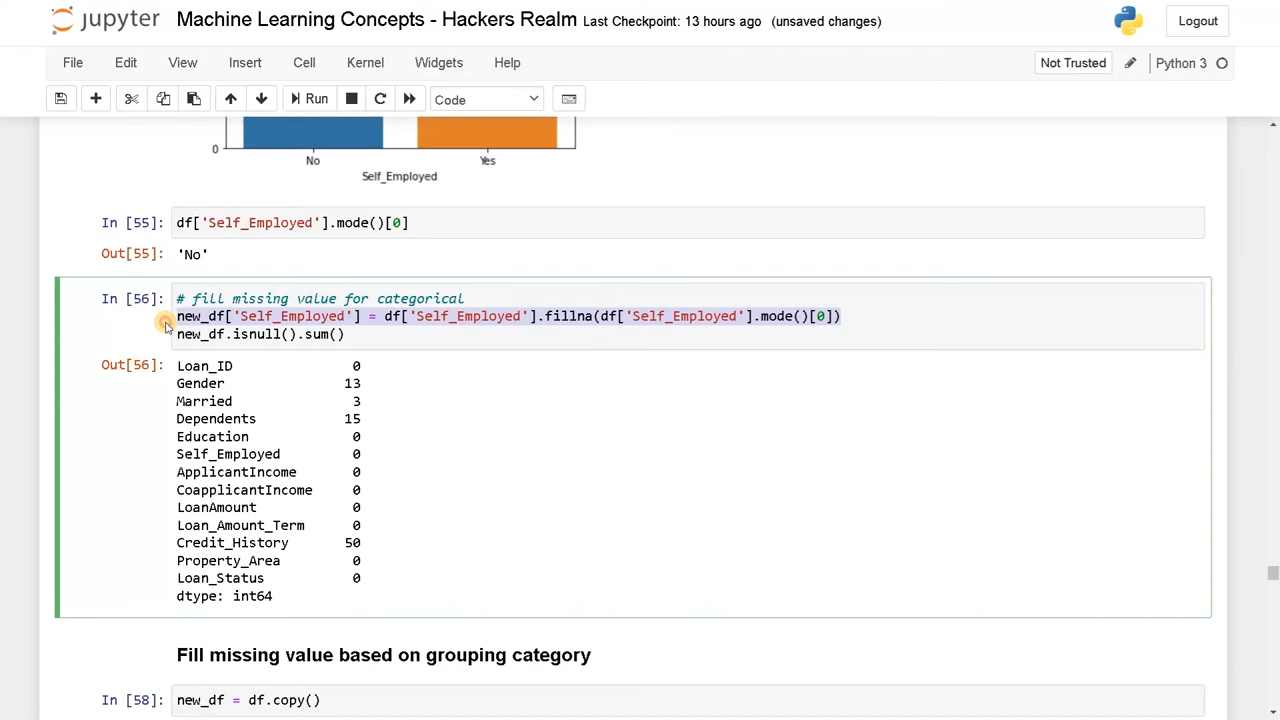 jupyter Machine Learning Concepts - Hackers Realm Last Checkpoint: 13 hours ago (unsaved changes) Logout
File Edit View Insert Cell Kernel Widgets Help Not Trusted Python 3
Run Code
0
No Yes
Self_Employed
In [55]: df['Self_Employed'].mode()[0]
Out[55]: 'No'
In [56]: # fill missing value for categorical
new_df['Self_Employed'] = df['Self_Employed'].fillna(df['Self_Employed'].mode()[0])
new_df.isnull().sum()
Out[56]: Loan_ID 0
Gender 13
Married 3
Dependents 15
Education 0
Self_Employed 0
ApplicantIncome 0
CoapplicantIncome 0
LoanAmount 0
Loan_Amount_Term 0
Credit_History 50
Property_Area 0
Loan_Status 0
dtype: int64
Fill missing value based on grouping category
In [58]: new_df = df.copy()